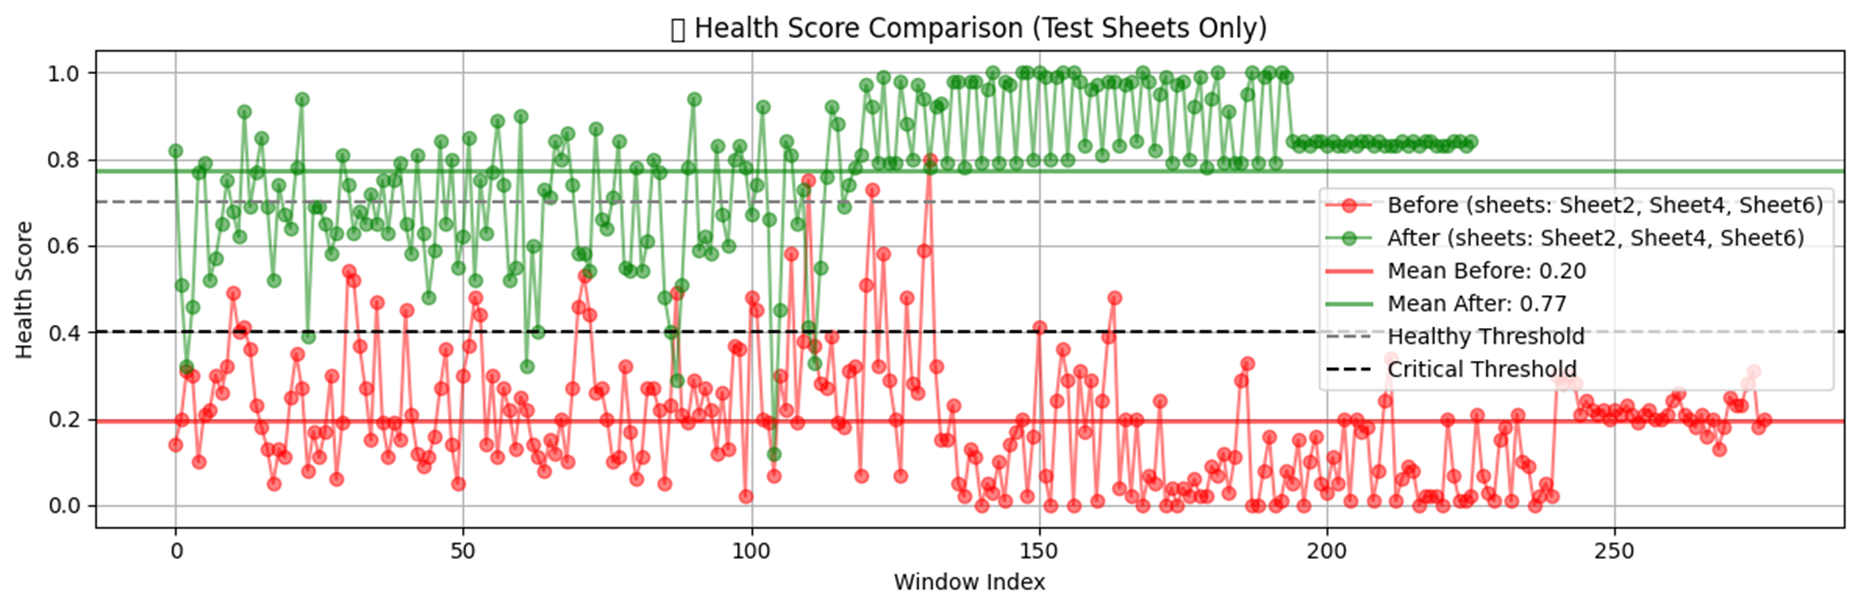 ▯ Health Score Comparison (Test Sheets Only)
1.0
0.8
0.6
0.4
0.2
0.0
Health Score
Before (sheets: Sheet2, Sheet4, Sheet6)
After (sheets: Sheet2, Sheet4, Sheet6)
Mean Before: 0.20
Mean After: 0.77
Healthy Threshold
Critical Threshold
0 50 100 150 200 250
Window Index